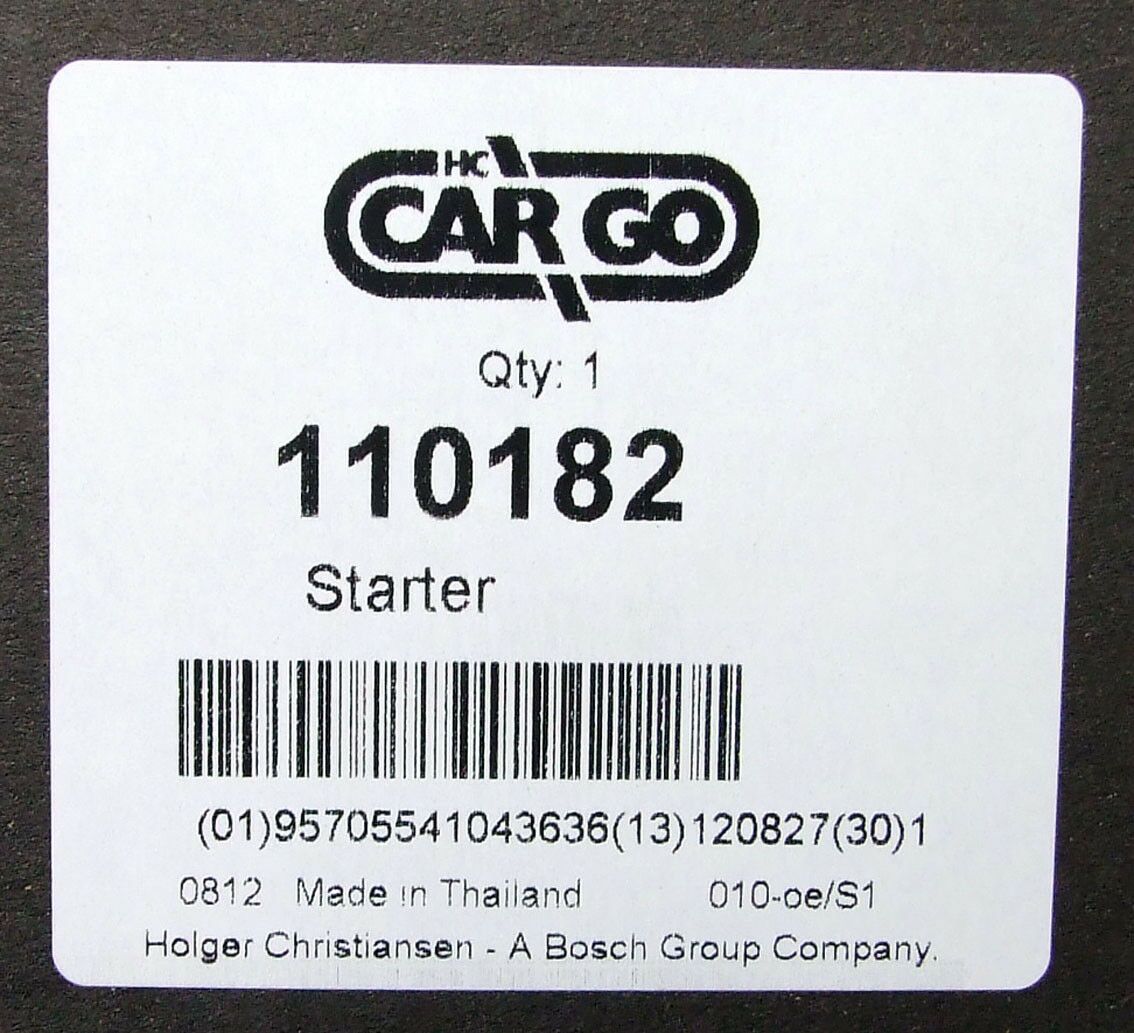 HC
CAR GO
Qty: 1
110182
Starter
(01)95705541043636(13)120827(30)1
0812 Made in Thailand 010-oe/S1
Holger Christiansen - A Bosch Group Company.